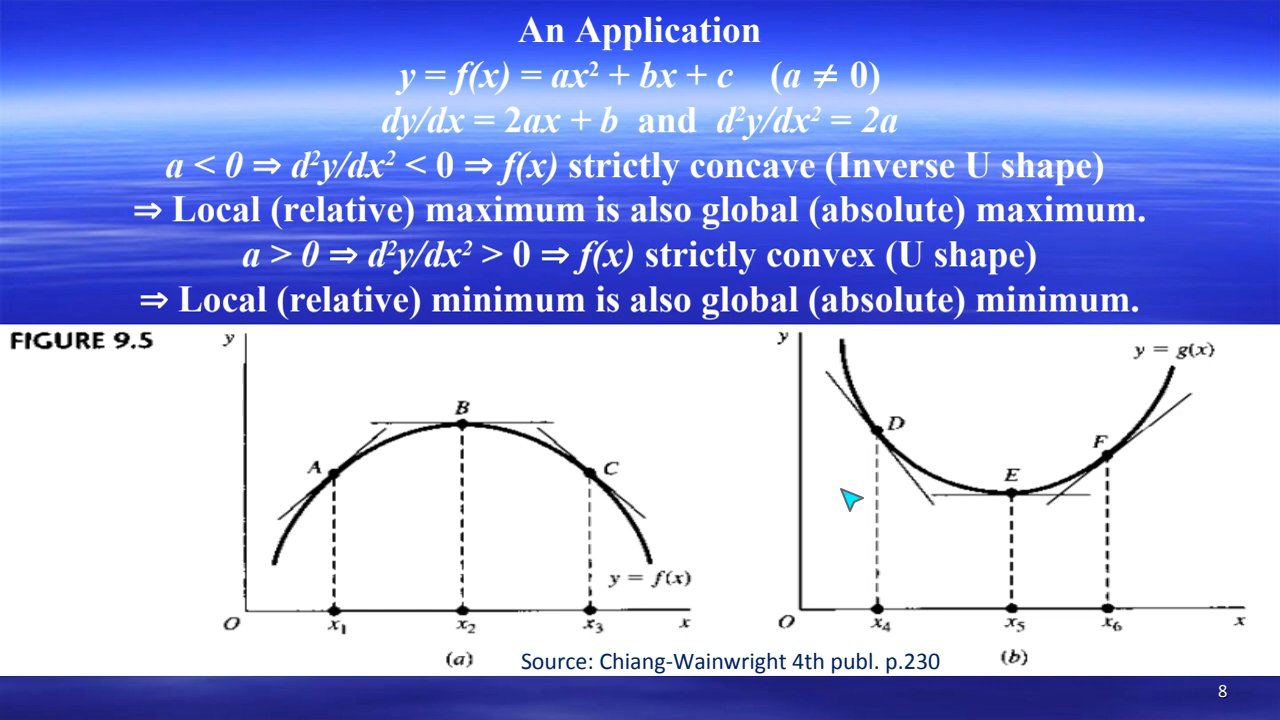 An Application
y = f(x) = ax² + bx + c (a ≠ 0)
dy/dx = 2ax + b and d²y/dx² = 2a
a < 0 ⇒ d²y/dx² < 0 ⇒ f(x) strictly concave (Inverse U shape)
⇒ Local (relative) maximum is also global (absolute) maximum.
a > 0 ⇒ d²y/dx² > 0 ⇒ f(x) strictly convex (U shape)
⇒ Local (relative) minimum is also global (absolute) minimum.
FIGURE 9.5
y
B
A
C
y = f(x)
O
x₁
x₂
x₃
x
(a)
y
y = g(x)
D
F
E
O
x₄
x₅
x₆
x
(b)
Source: Chiang-Wainwright 4th publ. p.230
8